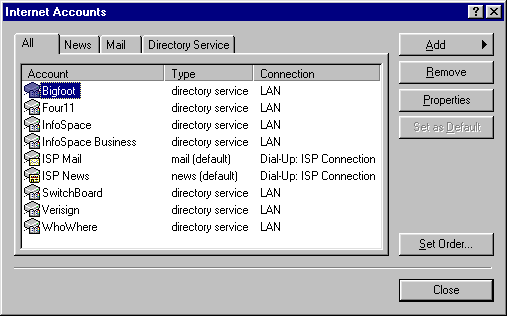 Internet Accounts
All News Mail Directory Service
Account Type Connection
Bigfoot directory service LAN
Four11 directory service LAN
InfoSpace directory service LAN
InfoSpace Business directory service LAN
ISP Mail mail (default) Dial-Up: ISP Connection
ISP News news (default) Dial-Up: ISP Connection
SwitchBoard directory service LAN
Verisign directory service LAN
WhoWhere directory service LAN
Add
Remove
Properties
Set as Default
Set Order...
Close